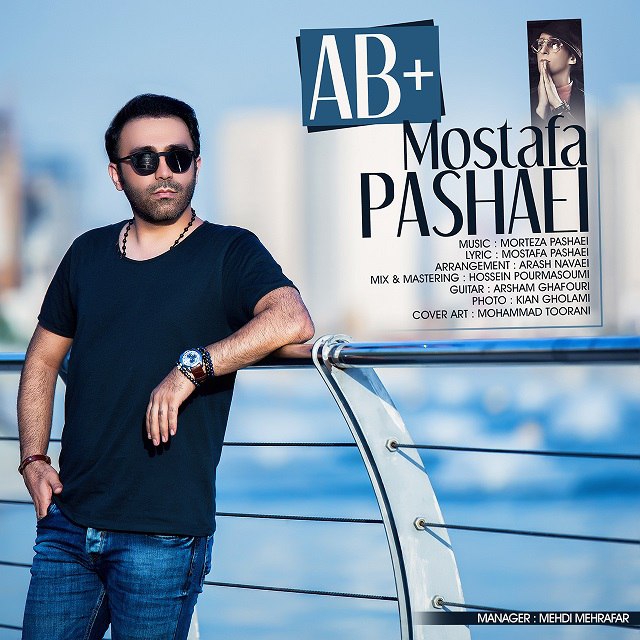 AB+
Mostafa
PASHAEI
MUSIC : MORTEZA PASHAEI
LYRIC : MOSTAFA PASHAEI
ARRANGEMENT : ARASH NAVAEI
MIX & MASTERING : HOSSEIN POURMASOUMI
GUITAR : ARSHAM GHAFOURI
PHOTO : KIAN GHOLAMI
COVER ART : MOHAMMAD TOORANI
MANAGER : MEHDI MEHRAFAR